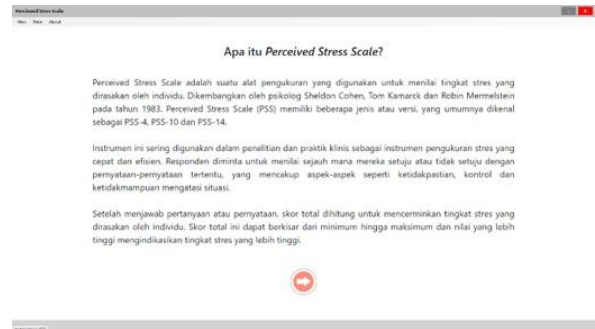 Perceived Stress Scale
About
Apa itu Perceived Stress Scale?
Perceived Stress Scale adalah suatu alat pengukuran yang digunakan untuk menilai tingkat stres yang
dirasakan oleh individu. Dikembangkan oleh psikolog Sheldon Cohen, Tom Kamarck dan Robin Mermelstein
pada tahun 1983. Perceived Stress Scale (PSS) memiliki beberapa jenis atau versi, yang umumnya dikenal
sebagai PSS-4, PSS-10 dan PSS-14.
Instrumen ini sering digunakan dalam penelitian dan praktik klinis sebagai instrumen pengukuran stres yang
cepat dan efisien. Responden diminta untuk menilai sejauh mana mereka setuju atau tidak setuju dengan
pernyataan-pernyataan tertentu, yang mencakup aspek-aspek seperti ketidakpastian, kontrol dan
ketidakmampuan mengatasi situasi.
Setelah menjawab pertanyaan atau pernyataan, skor total dihitung untuk mencerminkan tingkat stres yang
dirasakan oleh individu. Skor total ini dapat berkisar dari minimum hingga maksimum dan nilai yang lebih
tinggi mengindikasikan tingkat stres yang lebih tinggi.